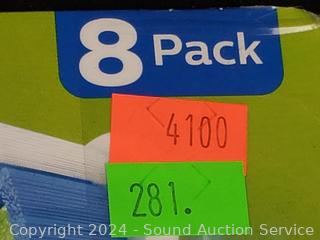 8 Pack
4100
281.
Copyright 2024 - Sound Auction Service